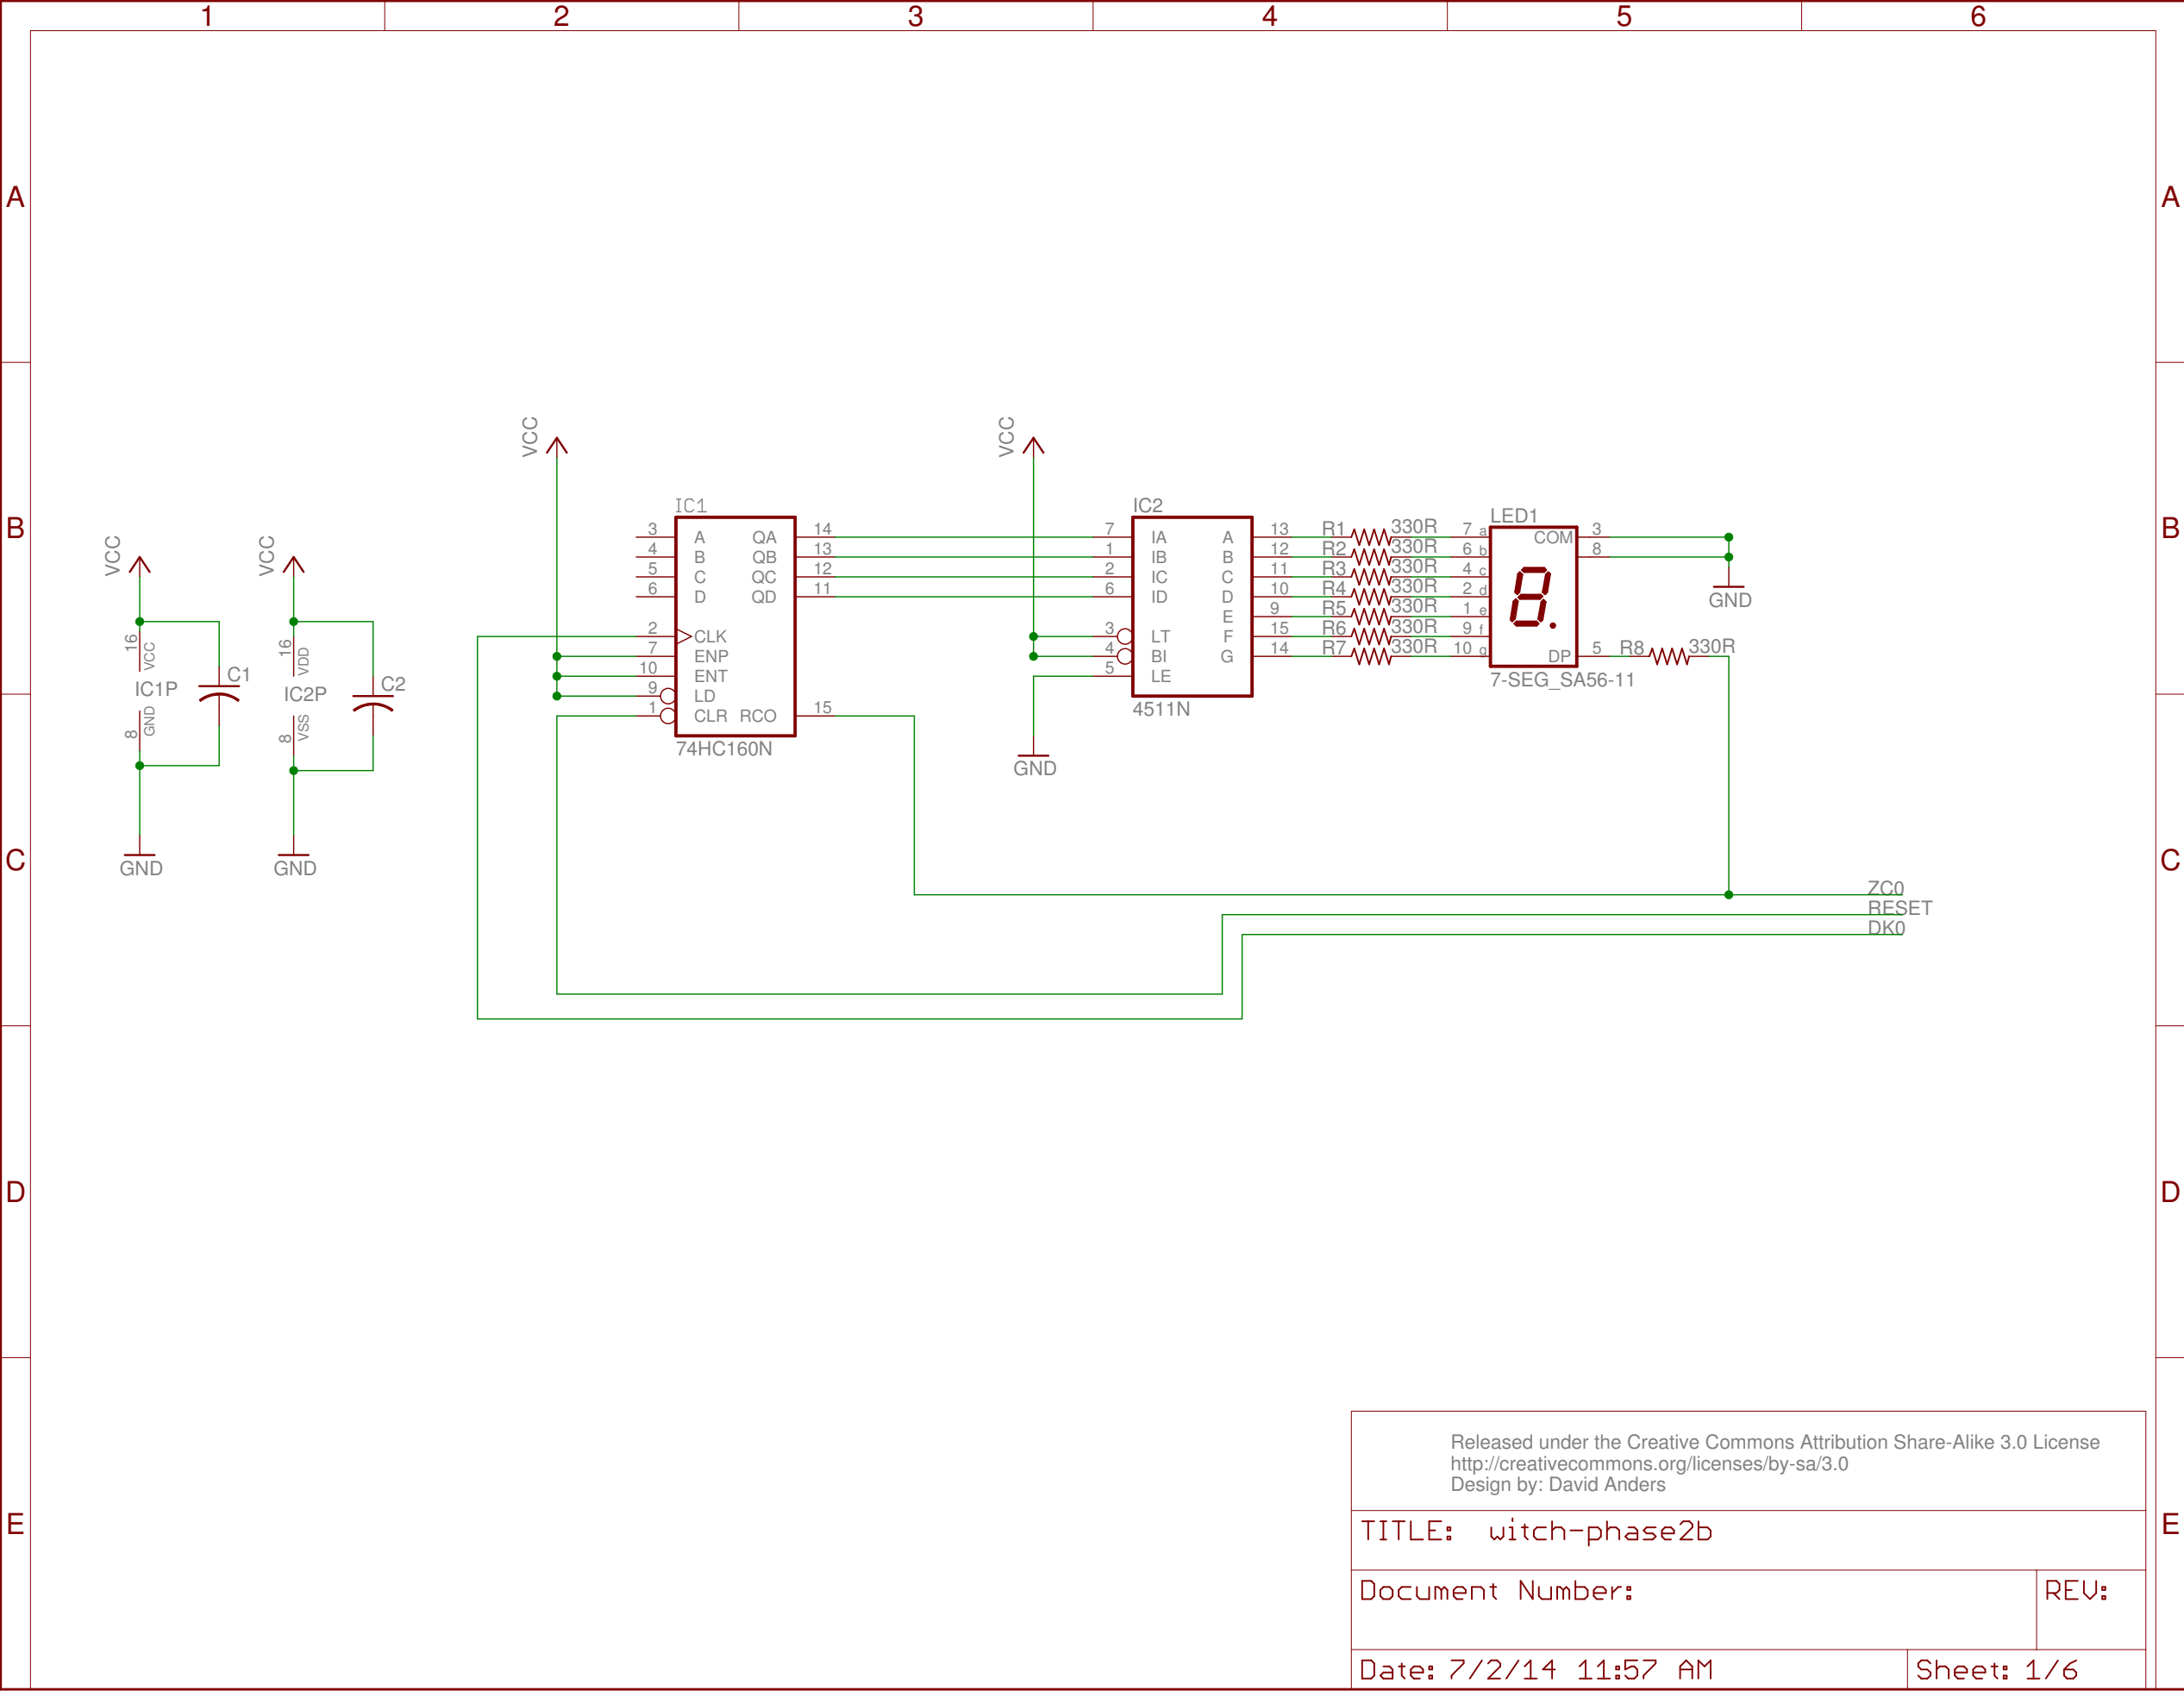 1 2 3 4 5 6
A A
B B
C C
D D
E E
VCC
16 VCC
IC1P
8 GND
C1
GND
VCC
16 VDD
IC2P
8 VSS
C2
GND
VCC
IC1
3 A QA 14
4 B QB 13
5 C QC 12
6 D QD 11
2 CLK
7 ENP
10 ENT
9 LD
1 CLR RCO 15
74HC160N
VCC
IC2
7 IA A 13
1 IB B 12
2 IC C 11
6 ID D 10
E 9
3 LT F 15
4 BI G 14
5 LE
4511N
GND
R1 330R
R2 330R
R3 330R
R4 330R
R5 330R
R6 330R
R7 330R
LED1
7 a COM 3
6 b 8
4 c
2 d
1 e
9 f
10 g DP 5
7-SEG_SA56-11
R8 330R
GND
ZC0
RESET
DK0
Released under the Creative Commons Attribution Share-Alike 3.0 License
http://creativecommons.org/licenses/by-sa/3.0
Design by: David Anders
TITLE: witch-phase2b
Document Number:
REV:
Date: 7/2/14 11:57 AM
Sheet: 1/6